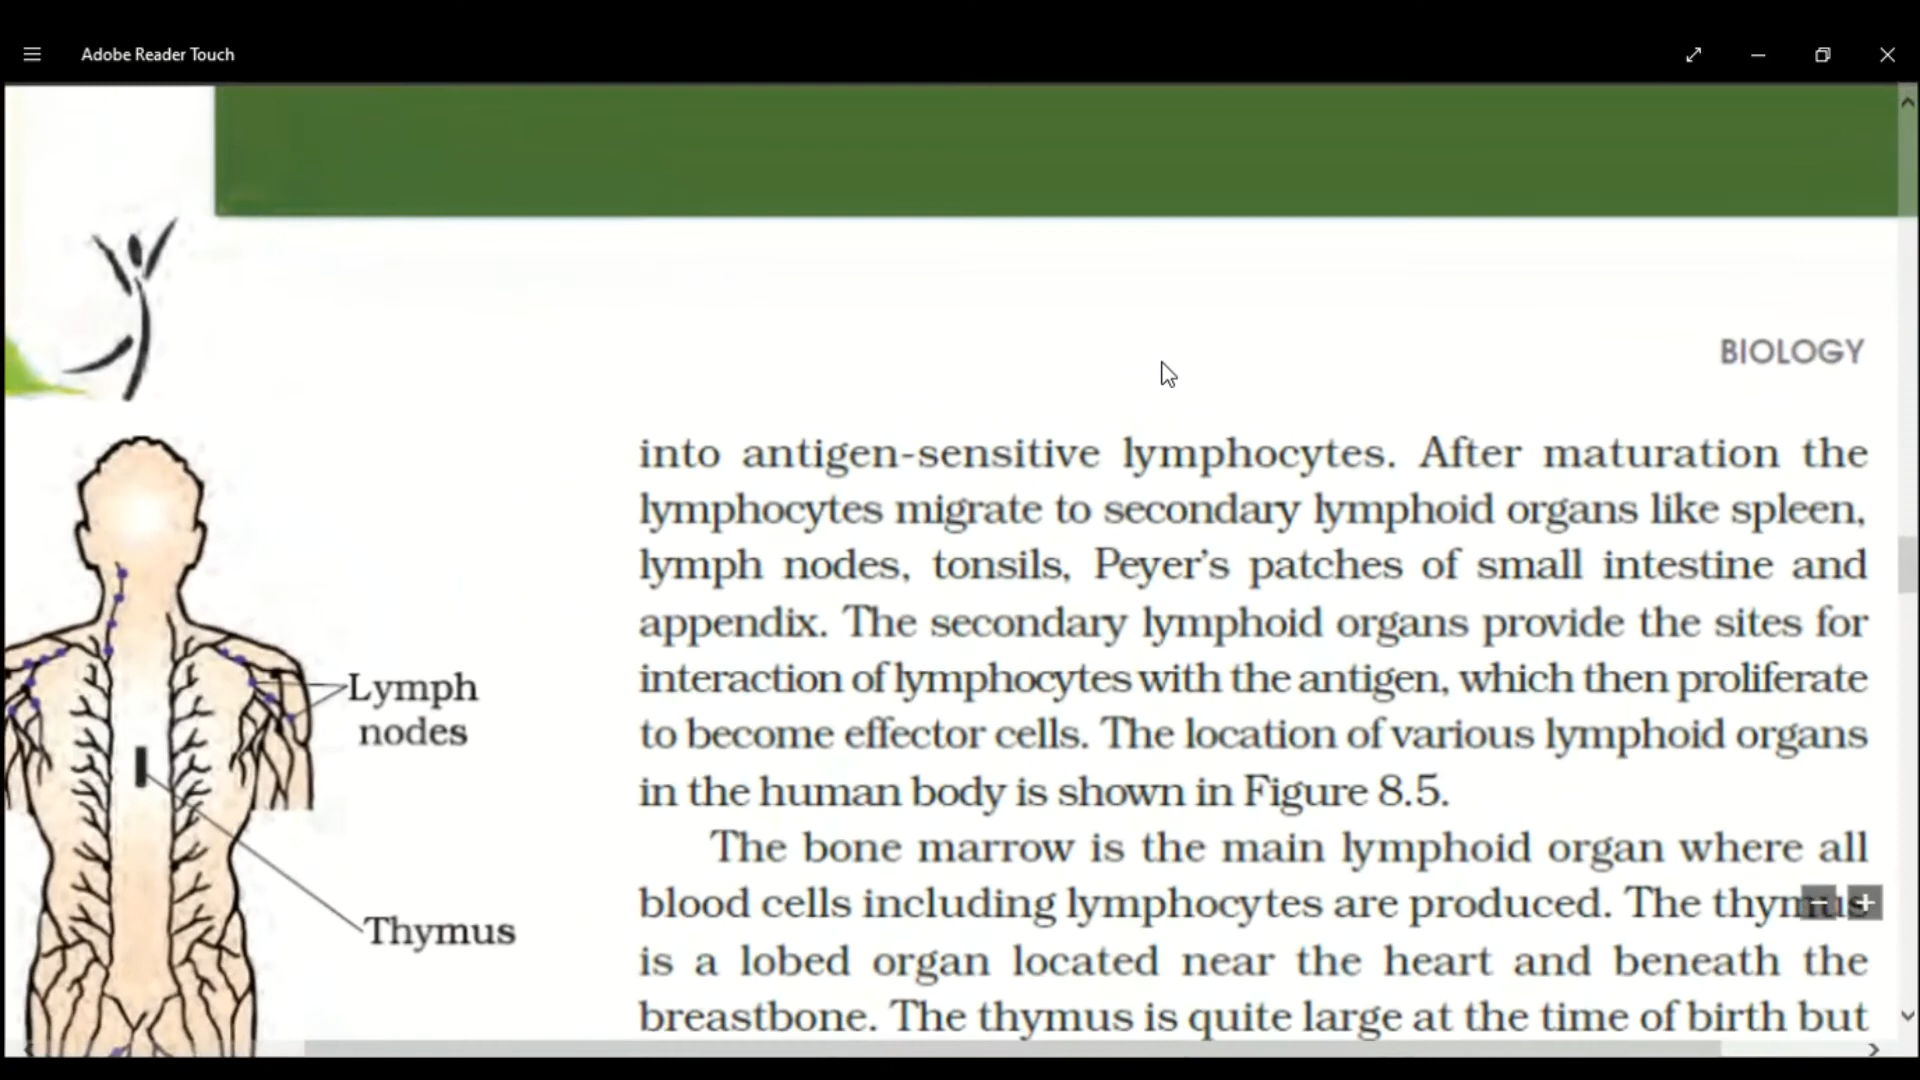 Adobe Reader Touch
BIOLOGY
into antigen-sensitive lymphocytes. After maturation the
lymphocytes migrate to secondary lymphoid organs like spleen,
lymph nodes, tonsils, Peyer's patches of small intestine and
appendix. The secondary lymphoid organs provide the sites for
interaction of lymphocytes with the antigen, which then proliferate
to become effector cells. The location of various lymphoid organs
in the human body is shown in Figure 8.5.
The bone marrow is the main lymphoid organ where all
blood cells including lymphocytes are produced. The thymus
is a lobed organ located near the heart and beneath the
breastbone. The thymus is quite large at the time of birth but
Lymph
nodes
Thymus